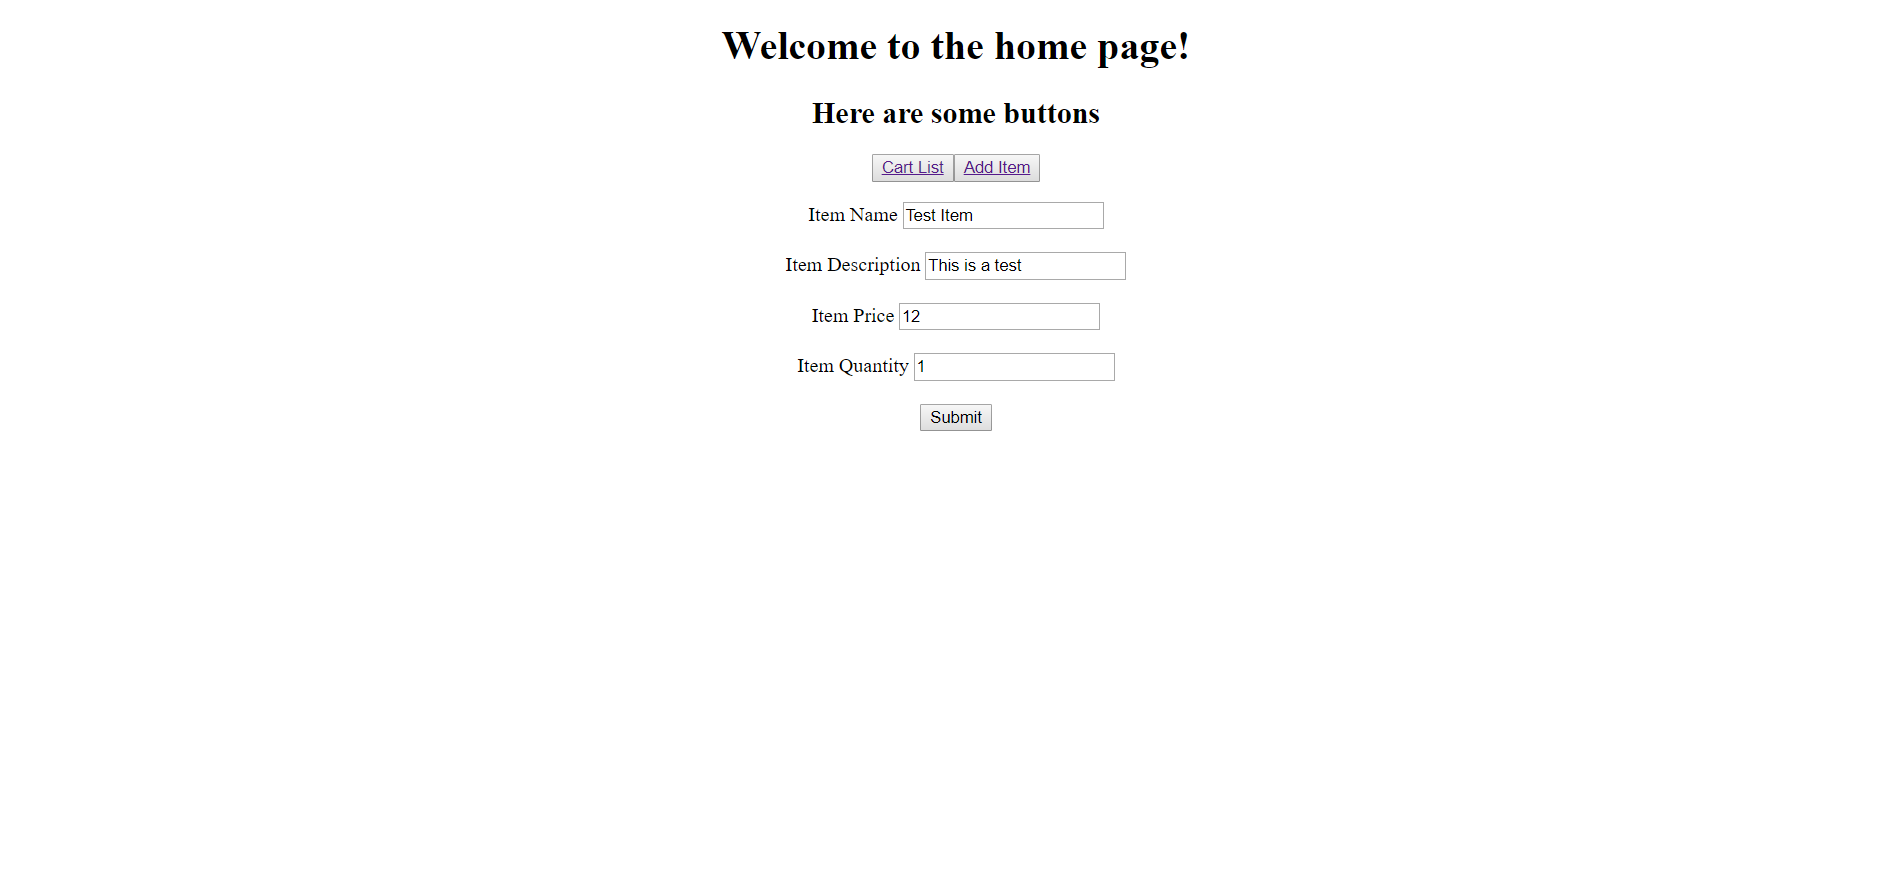 Welcome to the home page!
Here are some buttons
Cart List Add Item
Item Name Test Item
Item Description This is a test
Item Price 12
Item Quantity 1
Submit